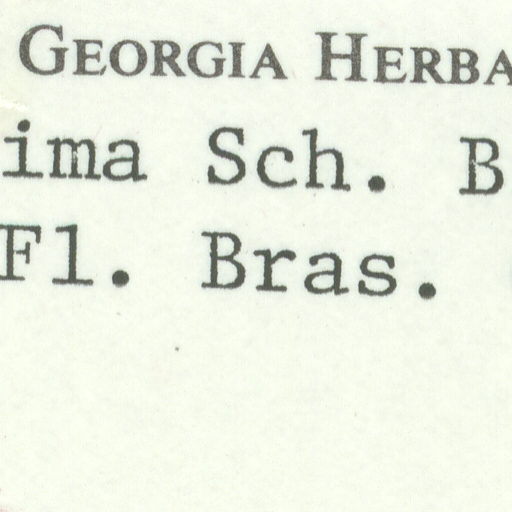 GEORGIA HERBA
ima Sch. B
Fl. Bras.